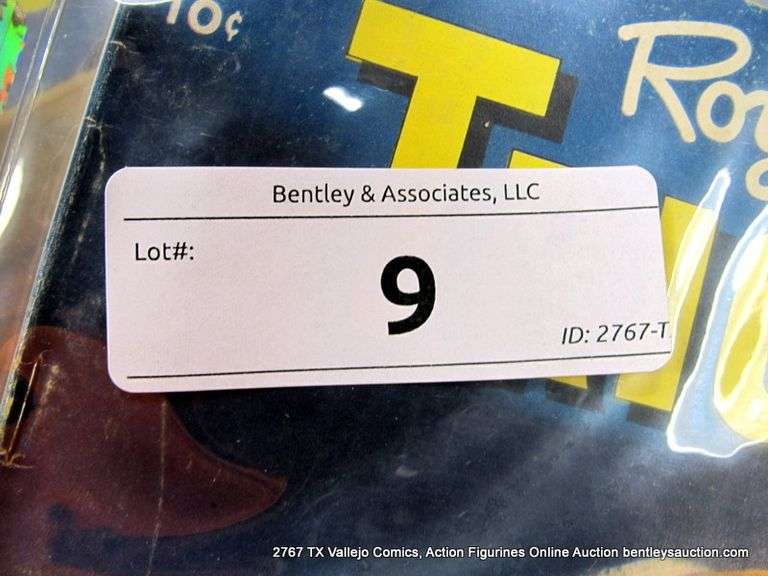 10¢
Bentley & Associates, LLC
Lot#:
9
ID: 2767-T
2767 TX Vallejo Comics, Action Figurines Online Auction bentleysauction.com